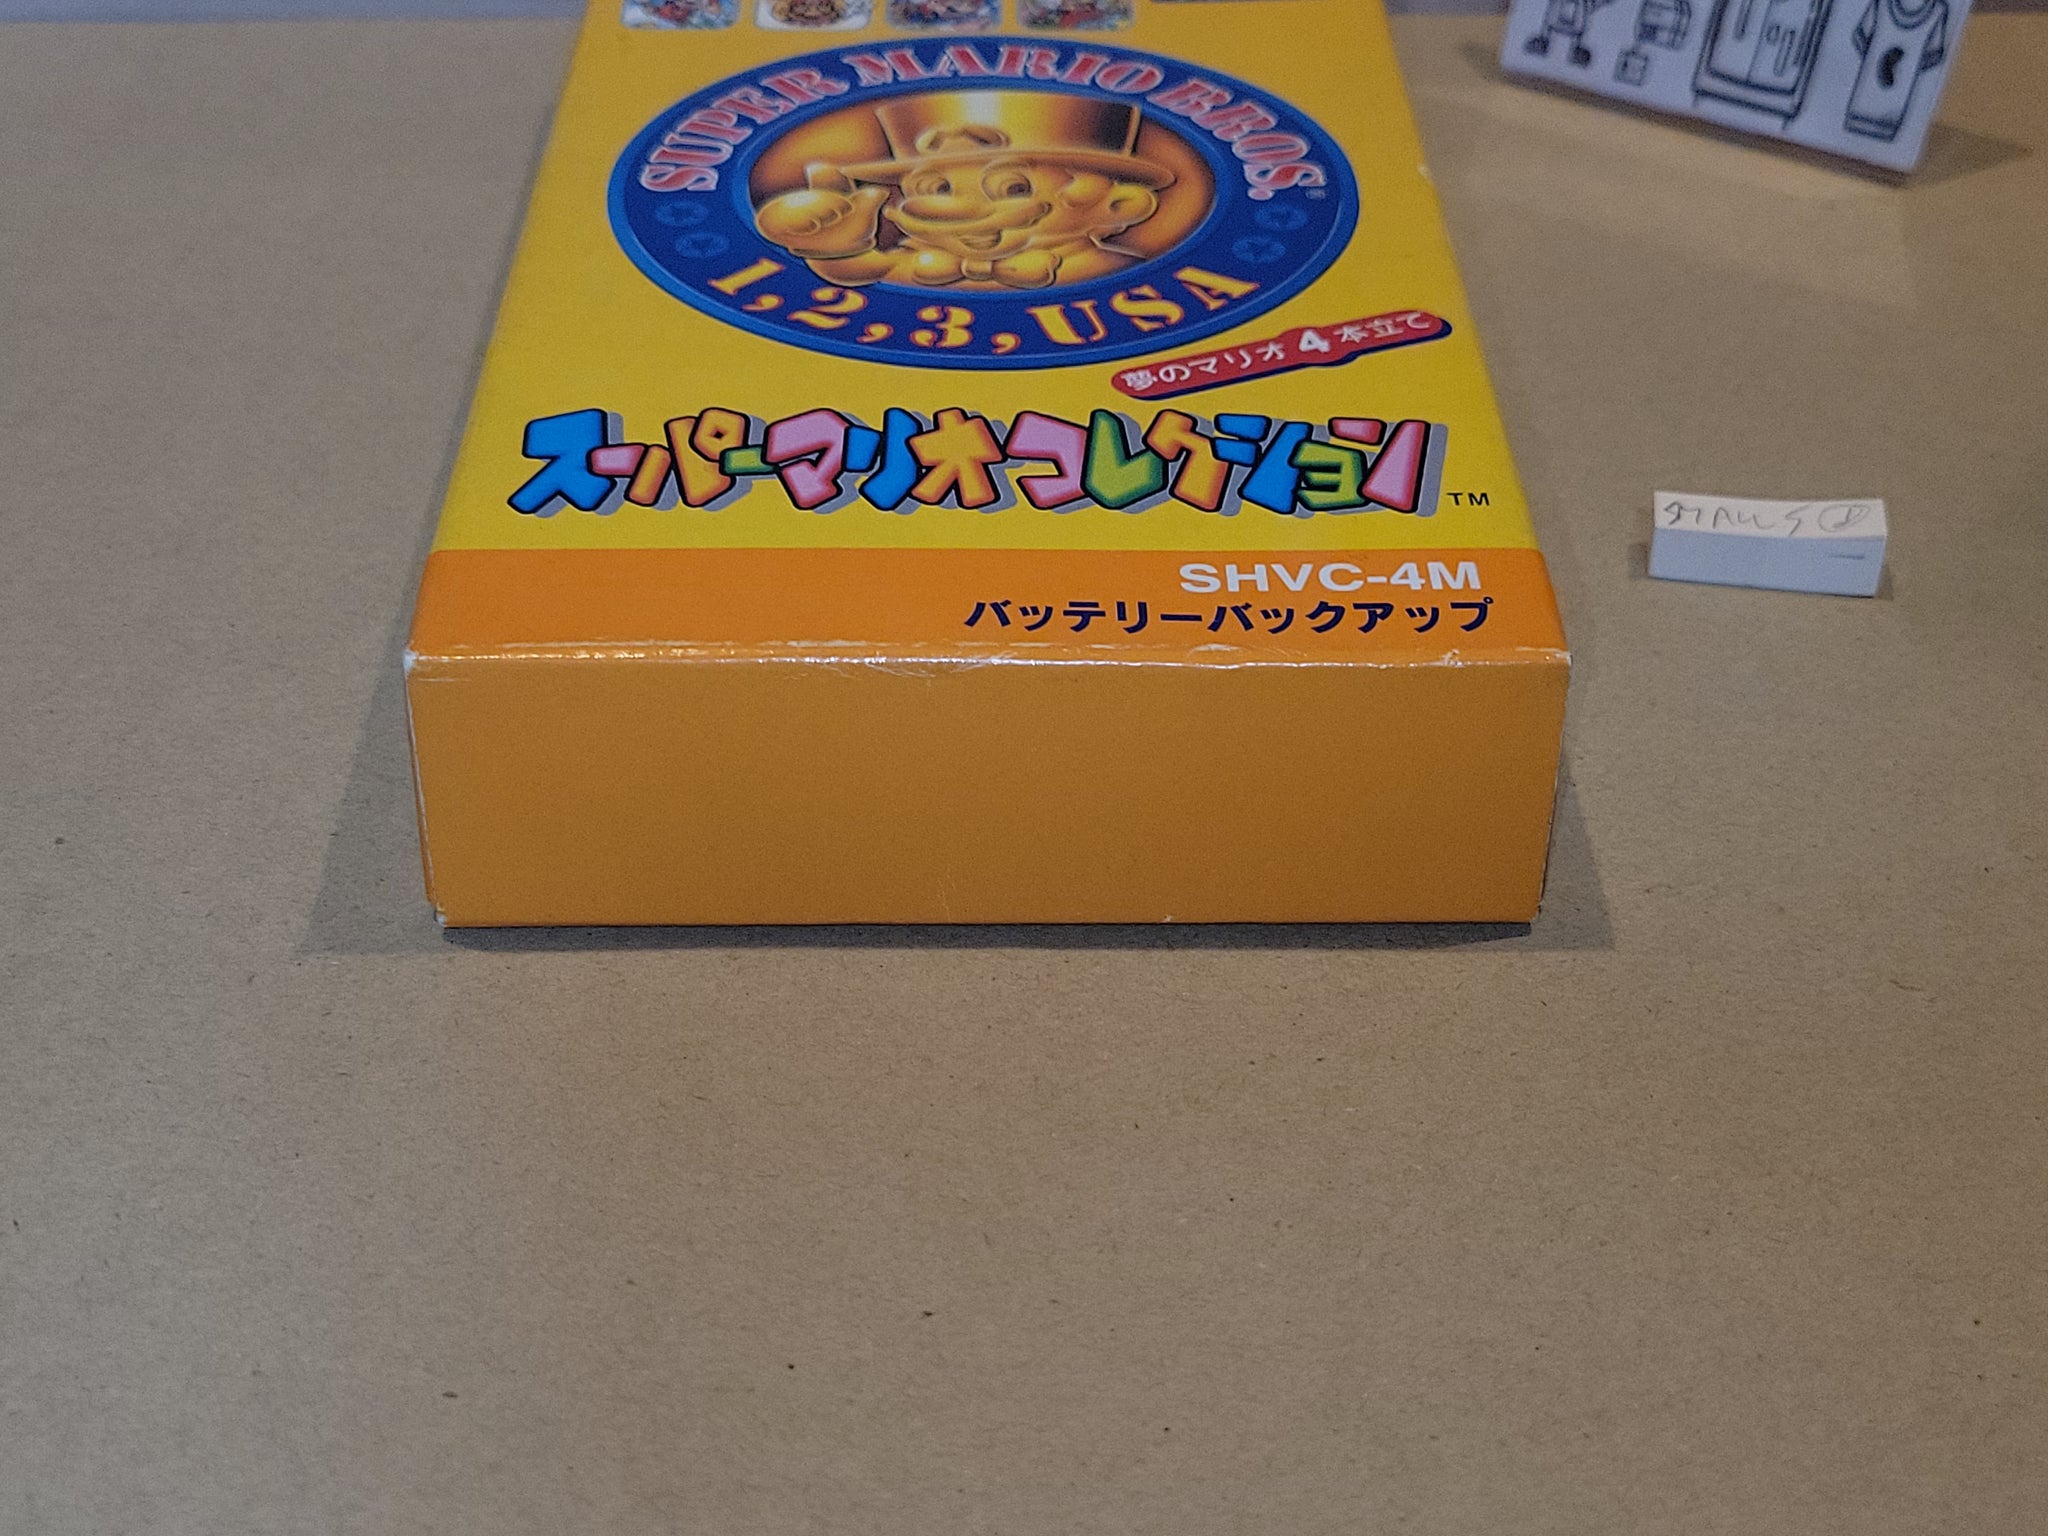 SUPER MARIO BROS.®
1, 2, 3, USA
夢のマリオ4本立て
スーパーマリオコレクション™
SHVC-4M
バッテリーバックアップ